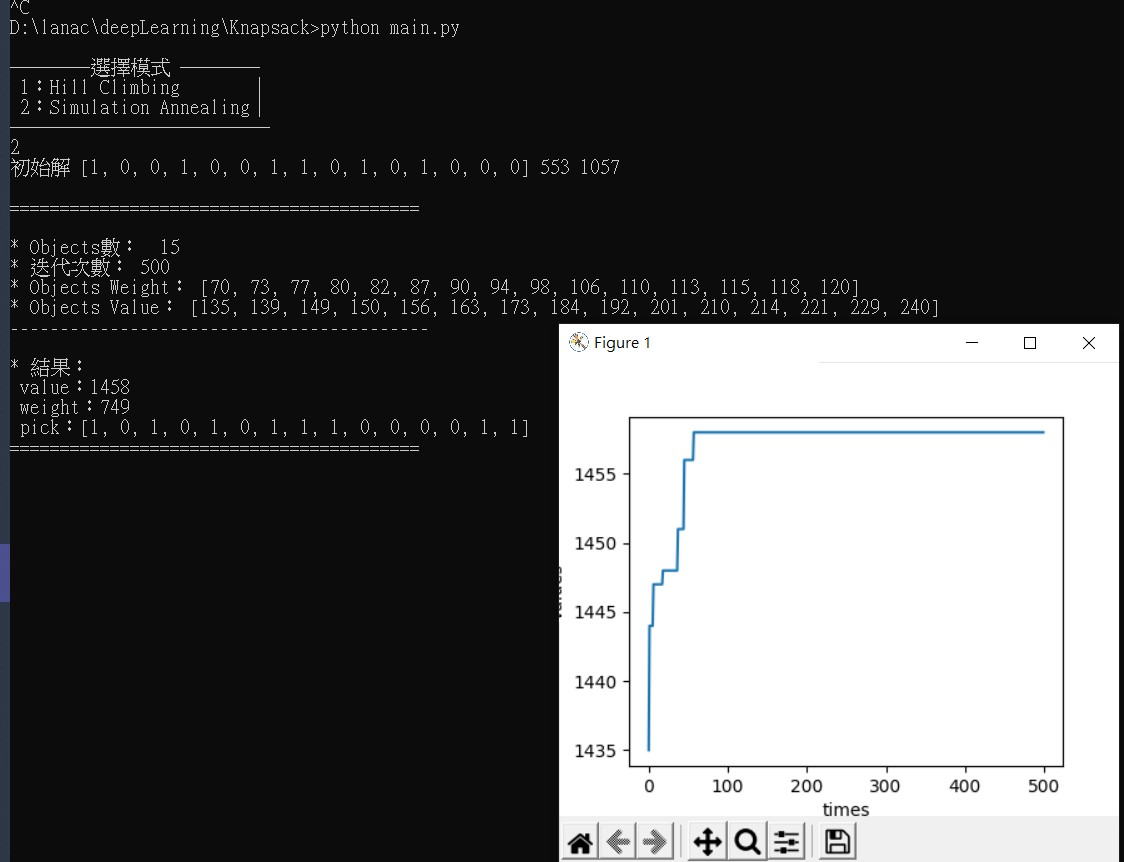 ^C
D:\lanac\deepLearning\Knapsack>python main.py
————選擇模式 ————
1：Hill Climbing |
2：Simulation Annealing |
2
初始解 [1, 0, 0, 1, 0, 0, 1, 1, 0, 1, 0, 1, 0, 0, 0] 553 1057
=========================================
* Objects數： 15
* 迭代次數： 500
* Objects Weight： [70, 73, 77, 80, 82, 87, 90, 94, 98, 106, 110, 113, 115, 118, 120]
* Objects Value： [135, 139, 149, 150, 156, 163, 173, 184, 192, 201, 210, 214, 221, 229, 240]
------------------------------------------
* 結果：
value：1458
weight：749
pick：[1, 0, 1, 0, 1, 0, 1, 1, 1, 0, 0, 0, 0, 1, 1]
=========================================
Figure 1
1455
1450
1445
1440
1435
0 100 200 300 400 500
times